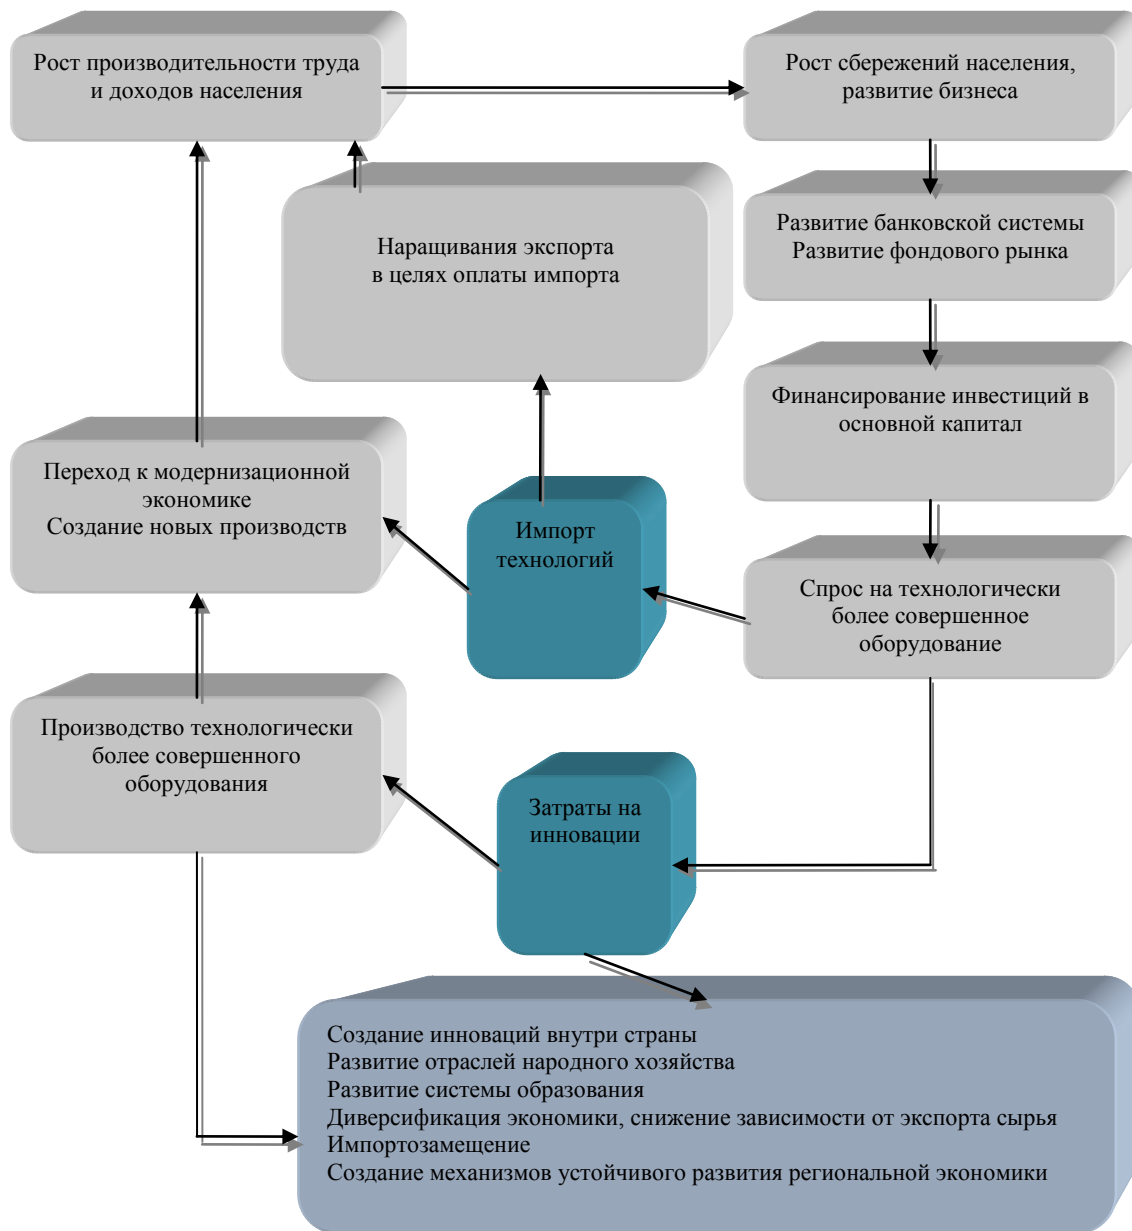 Рост производительности труда
и доходов населения
Рост сбережений населения,
развитие бизнеса
Наращивания экспорта
в целях оплаты импорта
Развитие банковской системы
Развитие фондового рынка
Финансирование инвестиций в
основной капитал
Переход к модернизационной
экономике
Создание новых производств
Импорт
технологий
Спрос на технологически
более совершенное
оборудование
Производство технологически
более совершенного
оборудования
Затраты на
инновации
Создание инноваций внутри страны
Развитие отраслей народного хозяйства
Развитие системы образования
Диверсификация экономики, снижение зависимости от экспорта сырья
Импортозамещение
Создание механизмов устойчивого развития региональной экономики